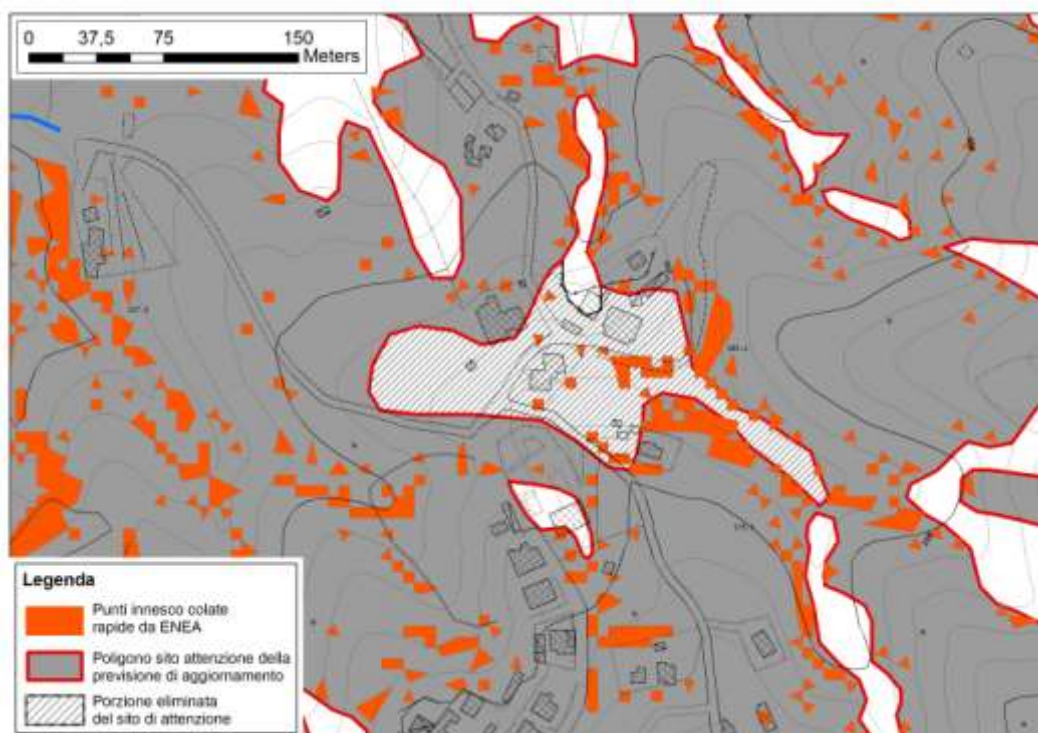 0 37,5 75 150
Meters
Legenda
Punti innesco colate
rapide da ENEA
Poligono sito attenzione della
previsione di aggiornamento
Porzione eliminata
del sito di attenzione